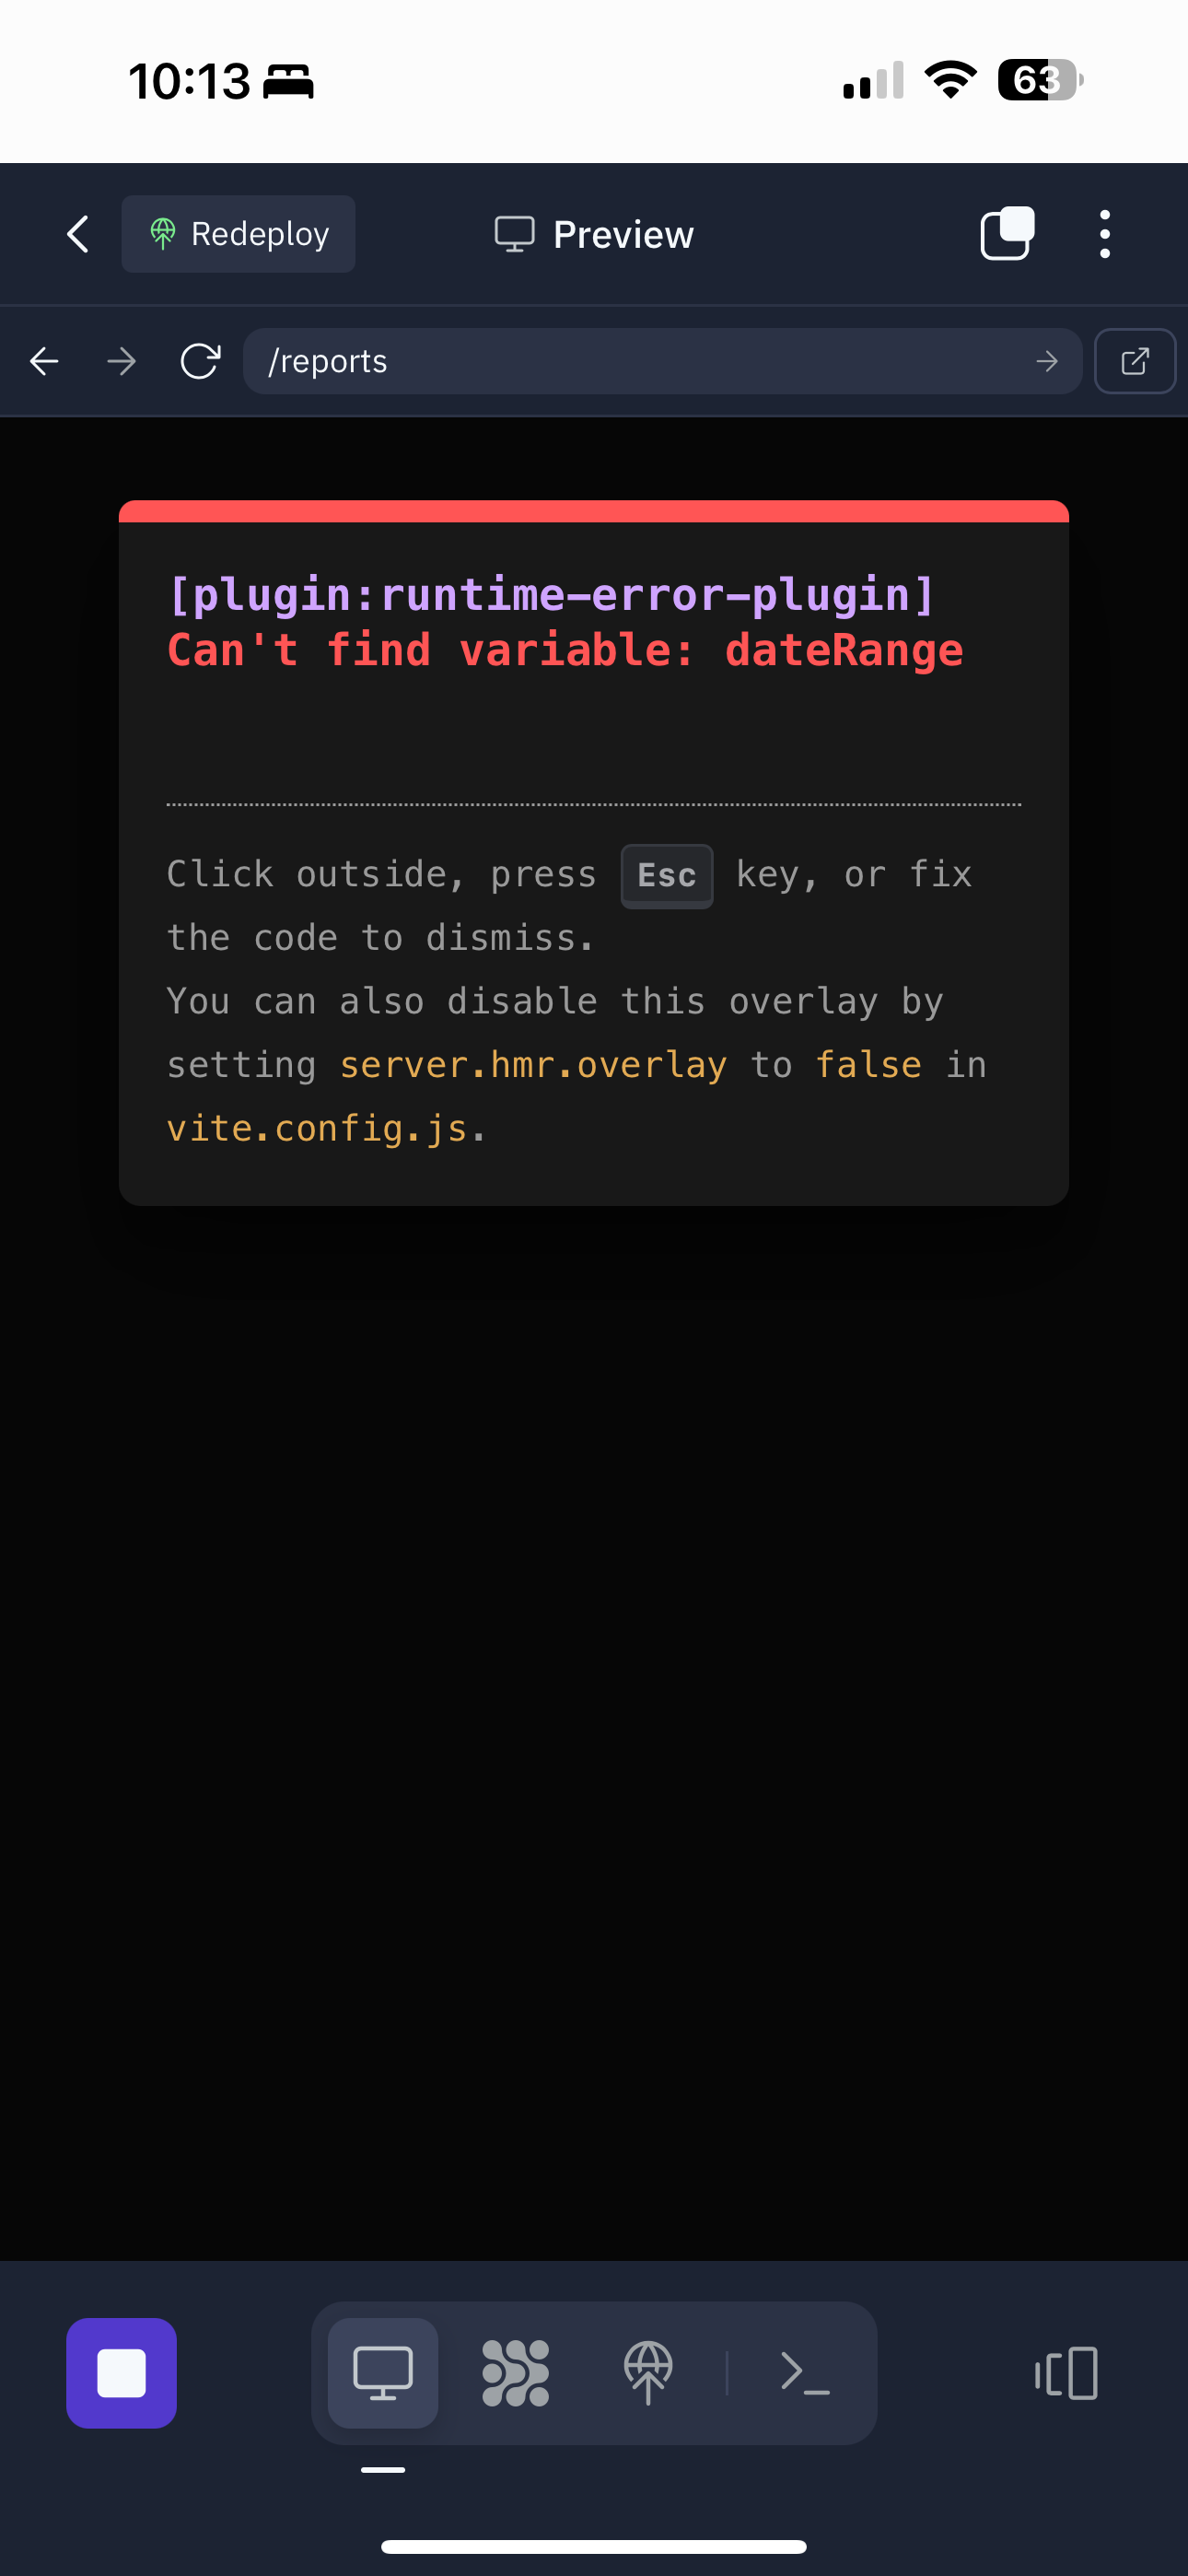 10:13
63
Redeploy
Preview
/reports
[plugin:runtime-error-plugin]
Can't find variable: dateRange
Click outside, press Esc key, or fix
the code to dismiss.
You can also disable this overlay by
setting server.hmr.overlay to false in
vite.config.js.